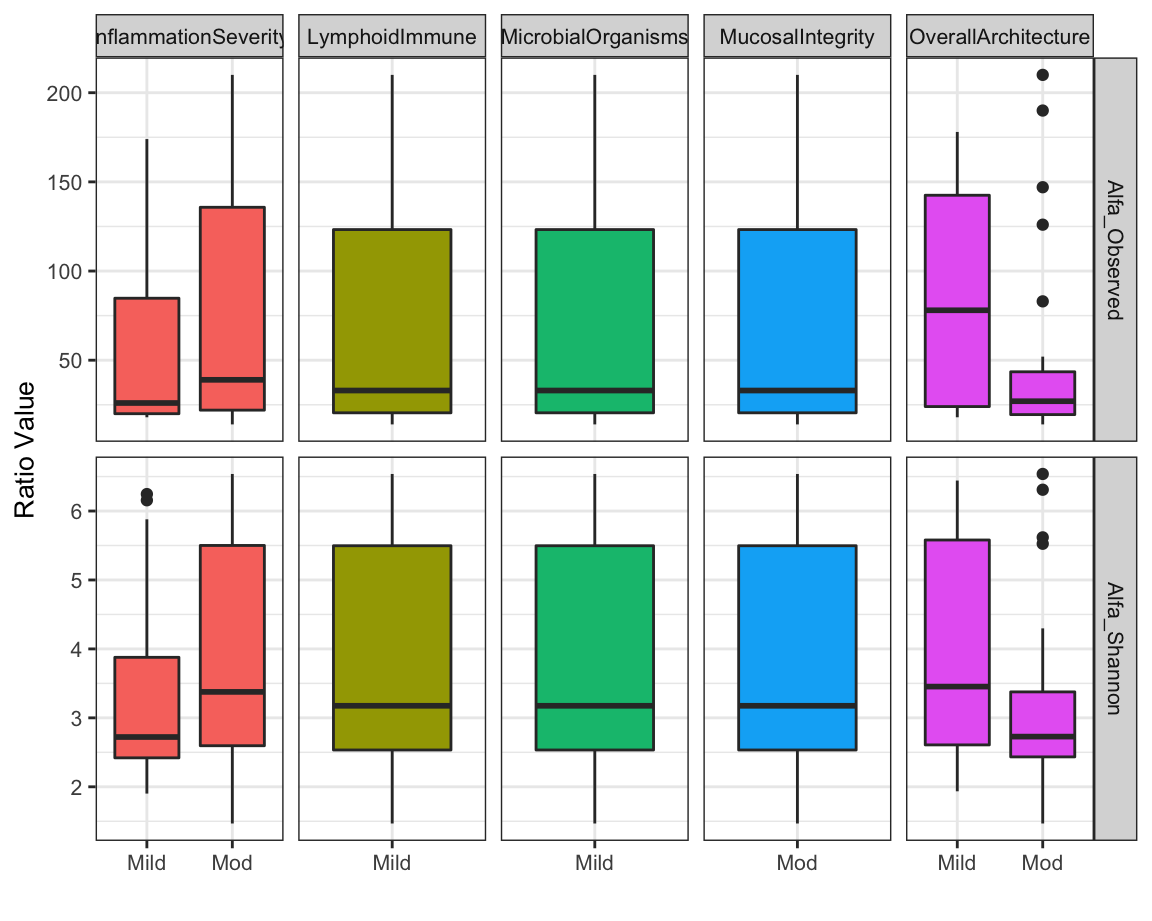 nflammationSeverity LymphoidImmune MicrobialOrganisms MucosalIntegrity OverallArchitecture
Ratio Value
200
150
100
50
Alfa_Observed
6
5
4
3
2
Alfa_Shannon
Mild Mod Mild Mild Mod Mild Mod